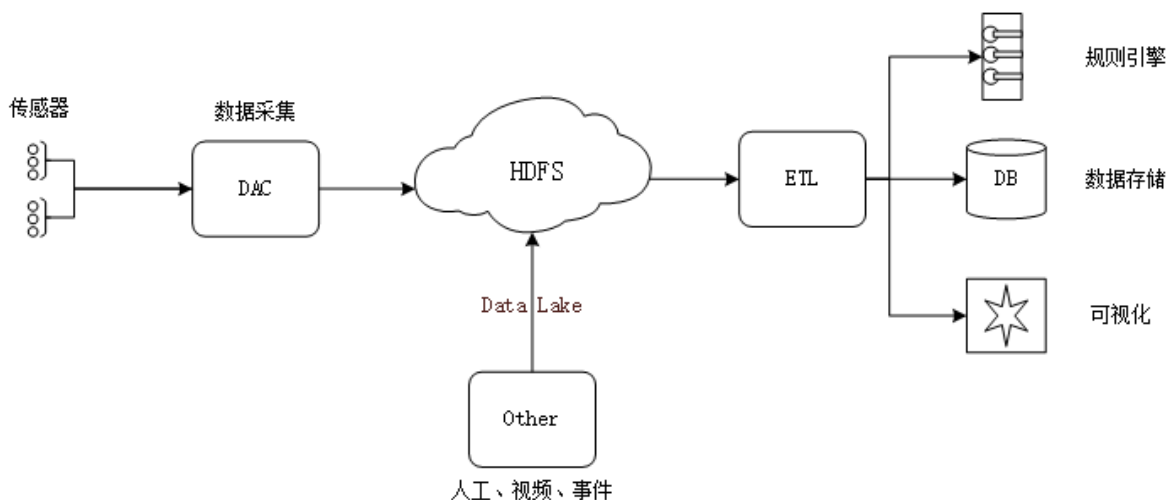 规则引擎
传感器
数据采集
HDFS
DAC
ETL
DB
数据存储
Data Lake
可视化
Other
人工、视频、事件